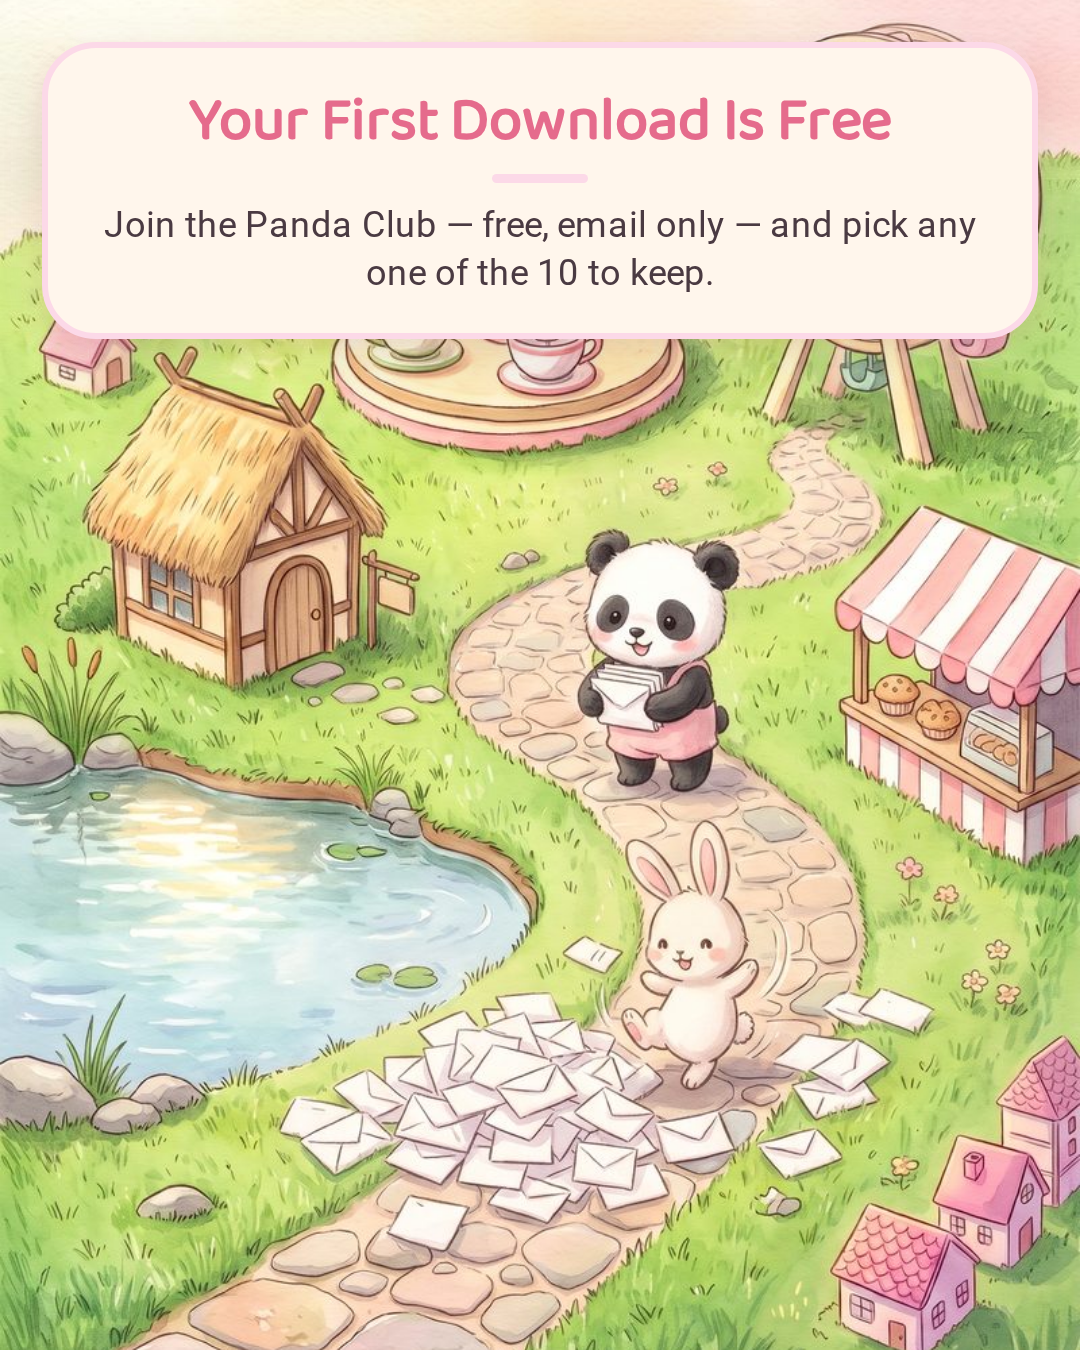 Your First Download Is Free
Join the Panda Club — free, email only — and pick any
one of the 10 to keep.